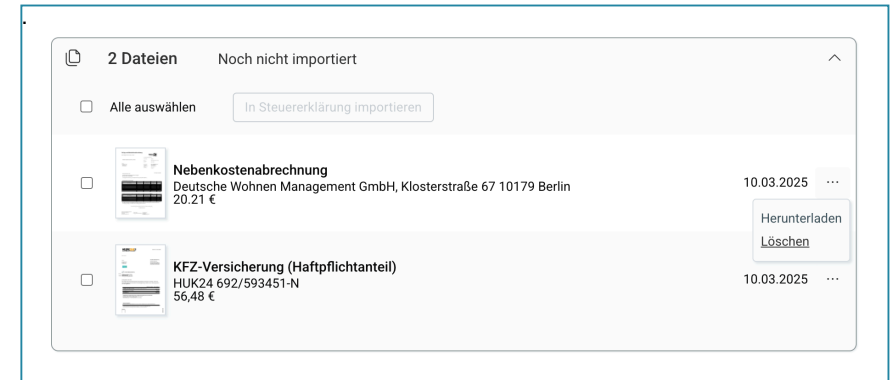 .
2 Dateien Noch nicht importiert
Alle auswählen In Steuererklärung importieren
Nebenkostenabrechnung
Deutsche Wohnen Management GmbH, Klosterstraße 67 10179 Berlin
20.21 €
10.03.2025 ...
Herunterladen
Löschen
KFZ-Versicherung (Haftpflichtanteil)
HUK24 692/593451-N
56,48 €
10.03.2025 ...